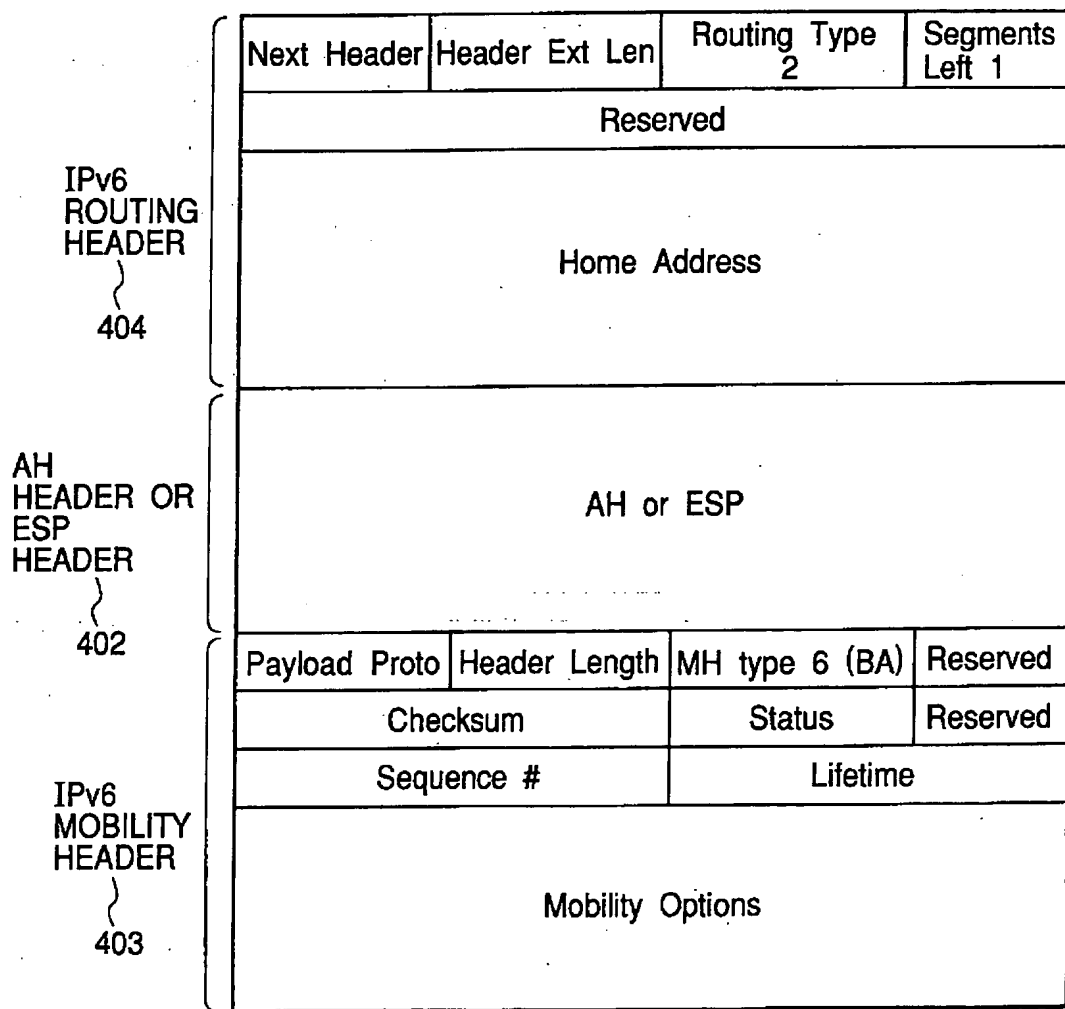 Next Header Header Ext Len Routing Type 2 Segments Left 1
Reserved
IPv6
ROUTING
HEADER
404
Home Address
AH
HEADER OR
ESP
HEADER
402
AH or ESP
Payload Proto Header Length MH type 6 (BA) Reserved
Checksum Status Reserved
Sequence # Lifetime
IPv6
MOBILITY
HEADER
403
Mobility Options